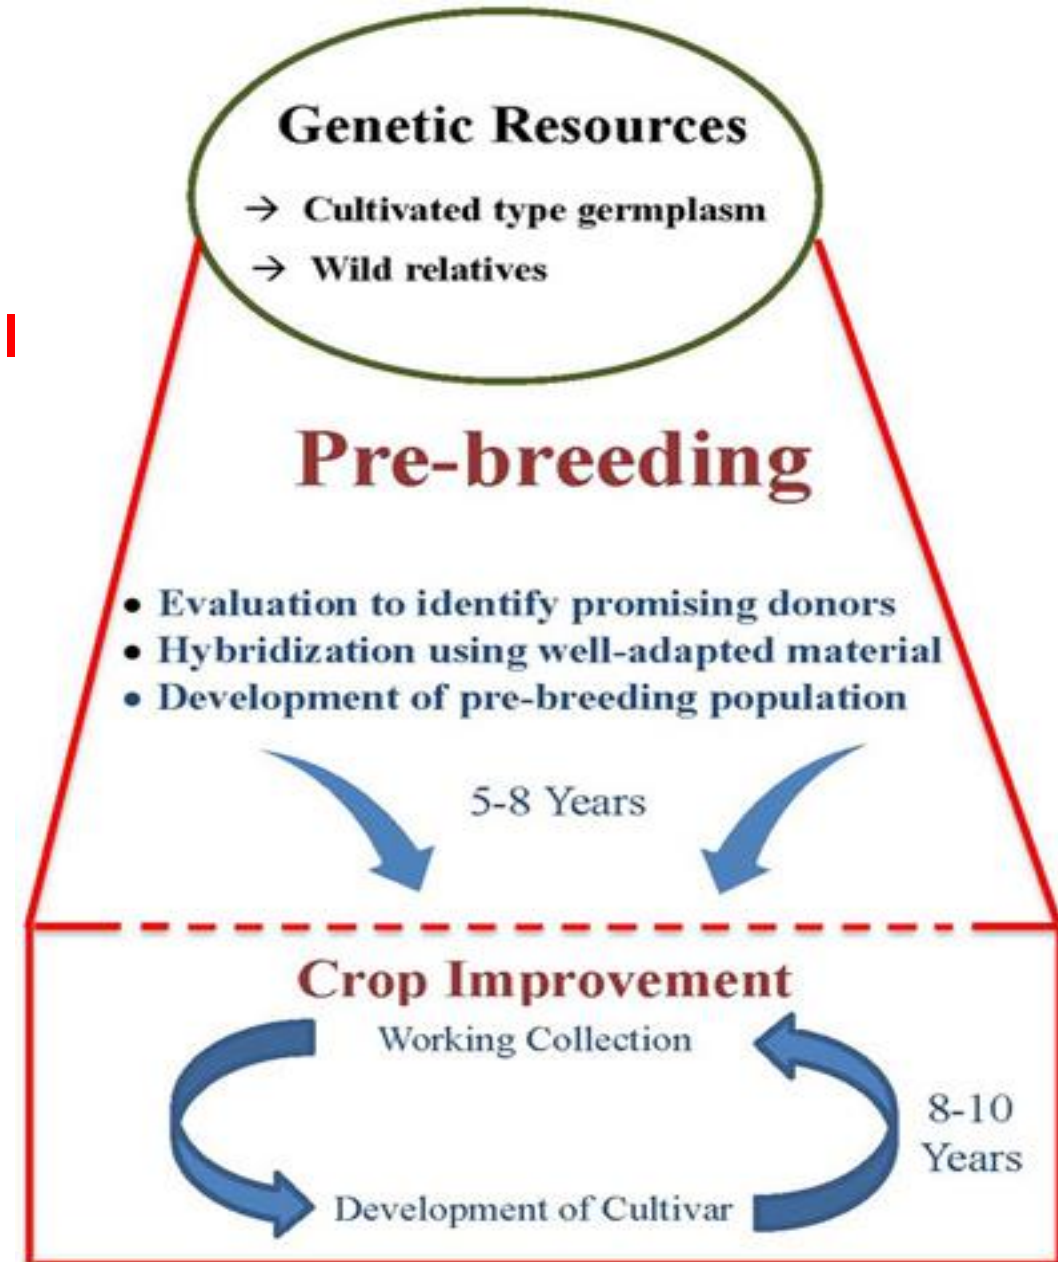 Genetic Resources
→ Cultivated type germplasm
→ Wild relatives
Pre-breeding
• Evaluation to identify promising donors
• Hybridization using well-adapted material
• Development of pre-breeding population
5-8 Years
Crop Improvement
Working Collection
8-10
Years
Development of Cultivar